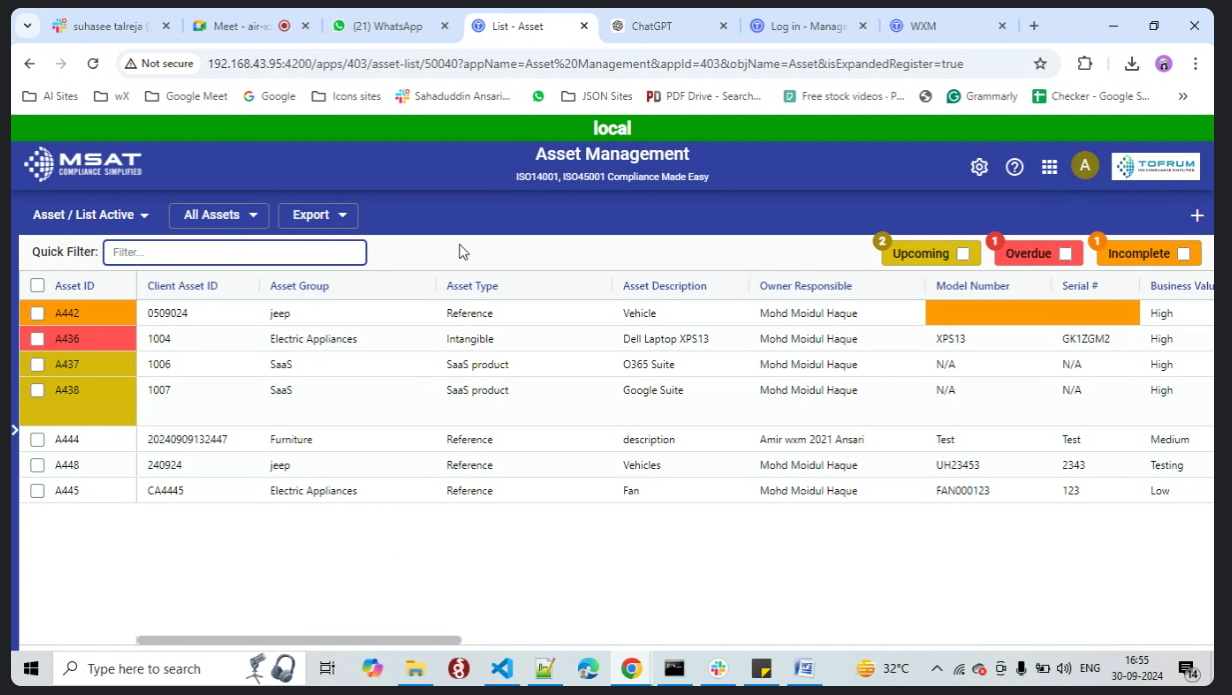 suhasee talreja (
Meet - air-x
(21) WhatsApp
List - Asset
ChatGPT
Log in - Manage
WXM
Not secure
192.168.43.95:4200/apps/403/asset-list/50040?appName=Asset%20Management&appId=403&objName=Asset&isExpandedRegister=true
AI Sites
wX
Google Meet
Google
Icons sites
Sahaduddin Ansari...
JSON Sites
PDF Drive - Search...
Free stock videos · P...
Grammarly
Checker - Google S...
local
MSAT
COMPLIANCE SIMPLIFIED
Asset Management
ISO14001, ISO45001 Compliance Made Easy
A
TOFRUM
Asset / List Active
All Assets
Export
Quick Filter:
Filter...
2
Upcoming
1
Overdue
1
Incomplete
Asset ID Client Asset ID Asset Group Asset Type Asset Description Owner Responsible Model Number Serial # Business Valu
A442 0509024 jeep Reference Vehicle Mohd Moidul Haque High
A436 1004 Electric Appliances Intangible Dell Laptop XPS13 Mohd Moidul Haque XPS13 GK1ZGM2 High
A437 1006 SaaS SaaS product O365 Suite Mohd Moidul Haque N/A N/A High
A438 1007 SaaS SaaS product Google Suite Mohd Moidul Haque N/A N/A High
A444 20240909132447 Furniture Reference description Amir wxm 2021 Ansari Test Test Medium
A448 240924 jeep Reference Vehicles Mohd Moidul Haque UH23453 2343 Testing
A445 CA4445 Electric Appliances Reference Fan Mohd Moidul Haque FAN000123 123 Low
Type here to search
32°C
ENG
16:55
30-09-2024
14